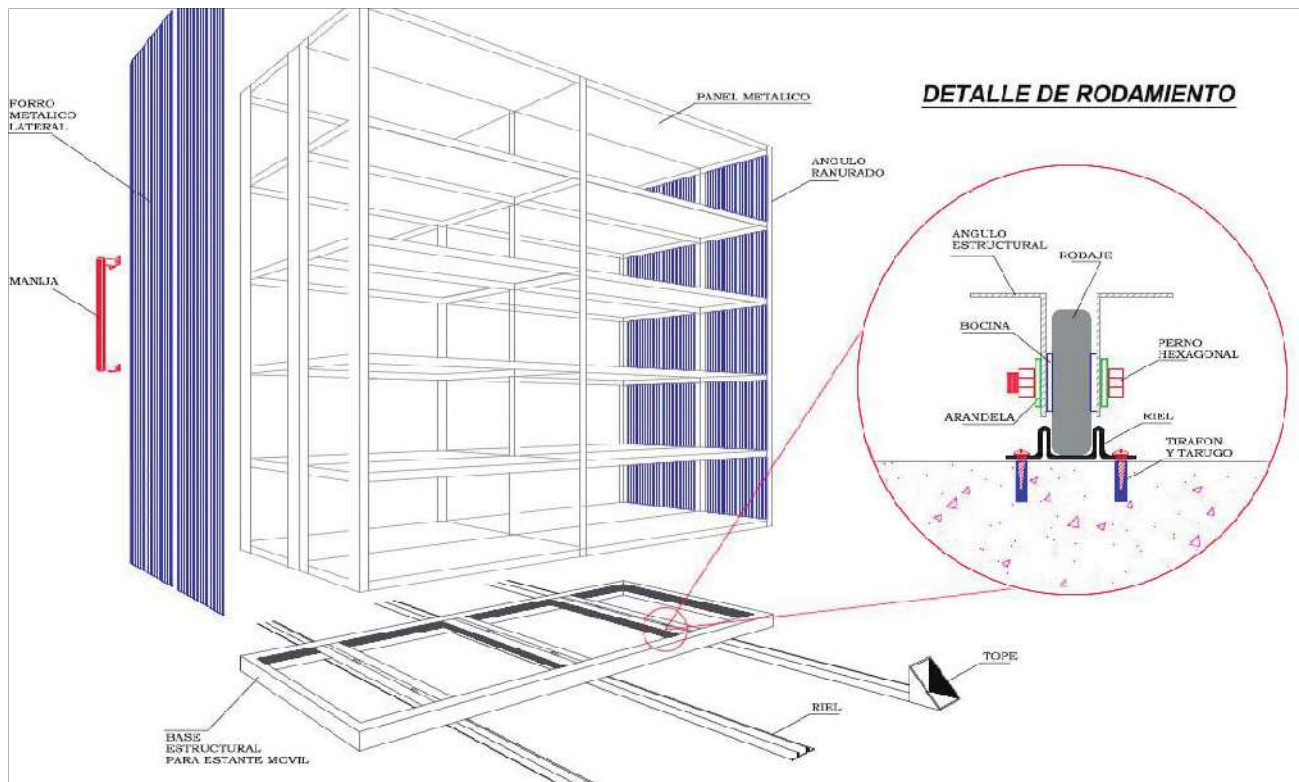 FORRO
METALICO
LATERAL
MANIJA
PANEL METALICO
ANGULO
RANURADO
DETALLE DE RODAMIENTO
ANGULO
ESTRUCTURAL
RODAJE
BOCINA
PERNO
HEXAGONAL
ARANDELA
RIEL
TIRAFON
Y TARUGO
TOPE
RIEL
BASE
ESTRUCTURAL
PARA ESTANTE MOVIL